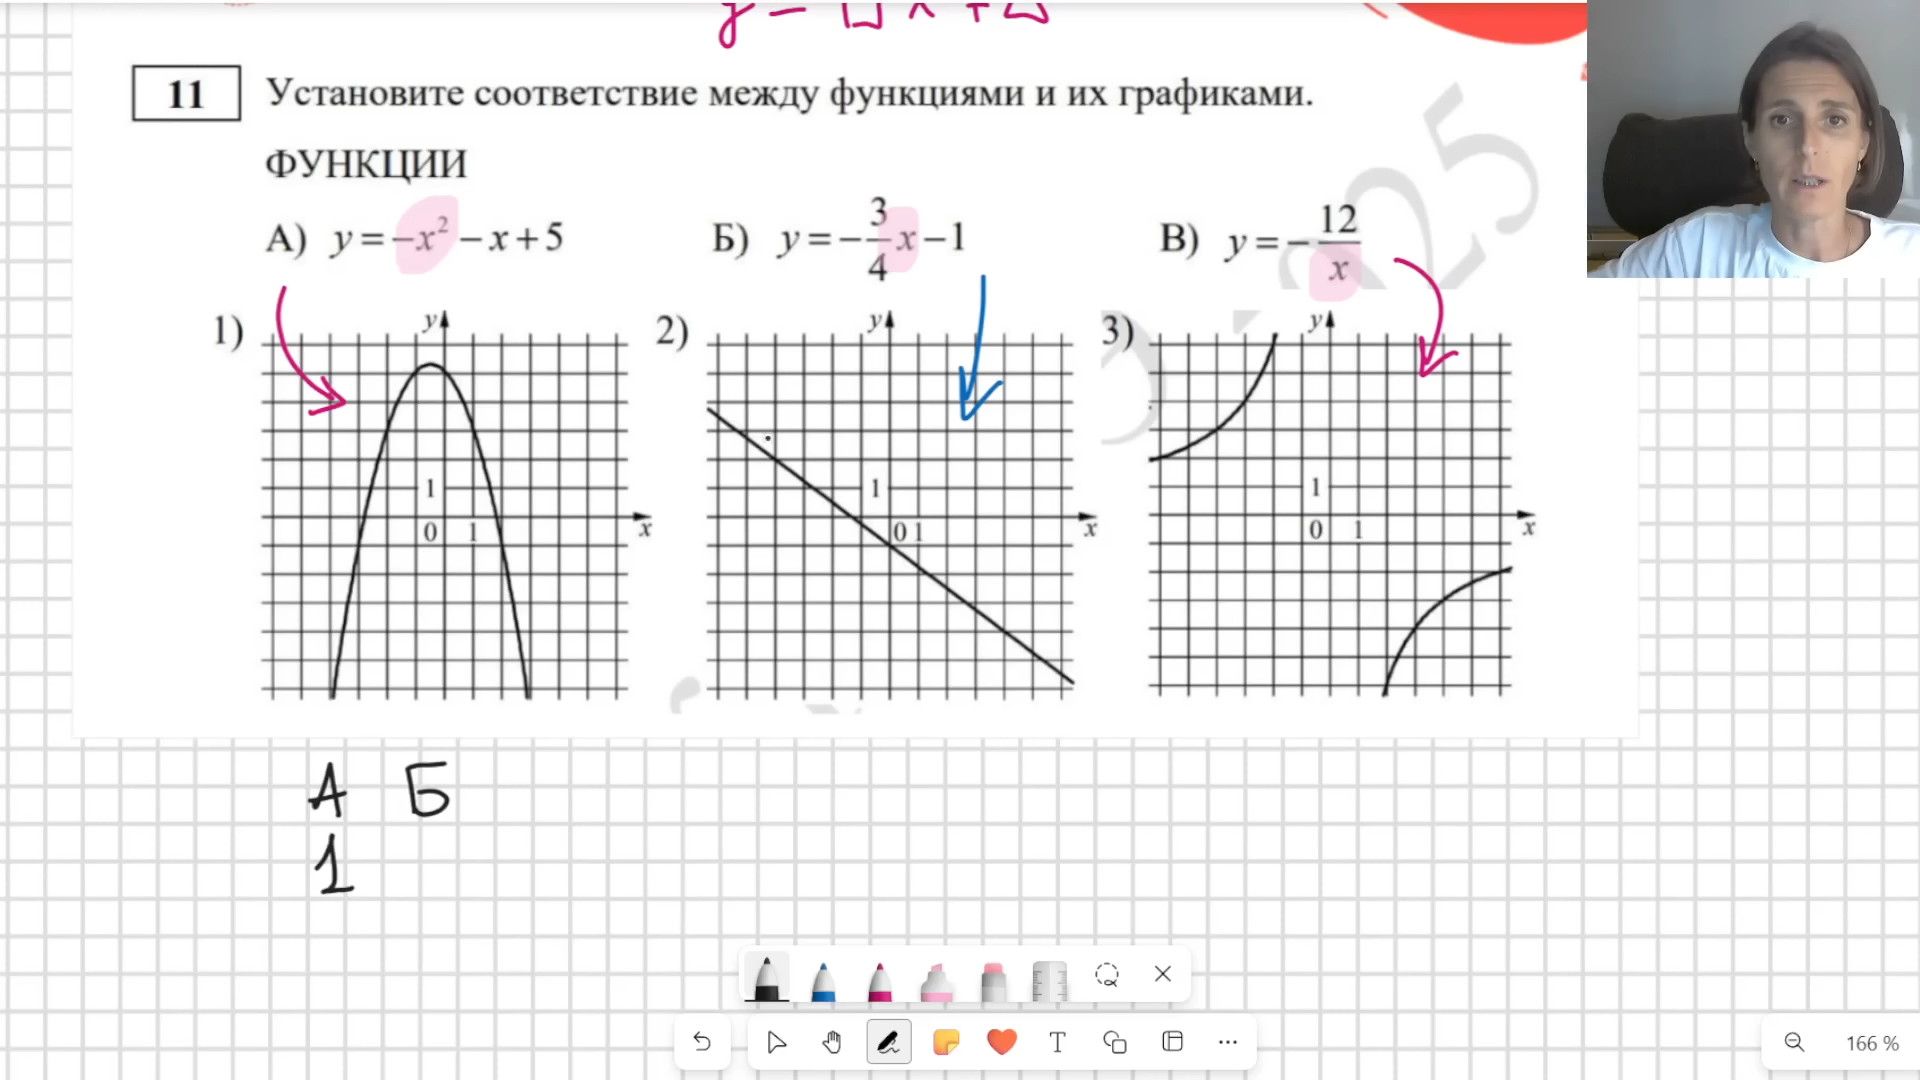 y = □ x + △
11 Установите соответствие между функциями и их графиками.
ФУНКЦИИ
А) y = −x² − x + 5 Б) y = −3/4 x − 1 В) y = −12/x
1) y 1 0 1 x
2) y 1 0 1 x
3) y 1 0 1 x
А Б
1
T
166 %